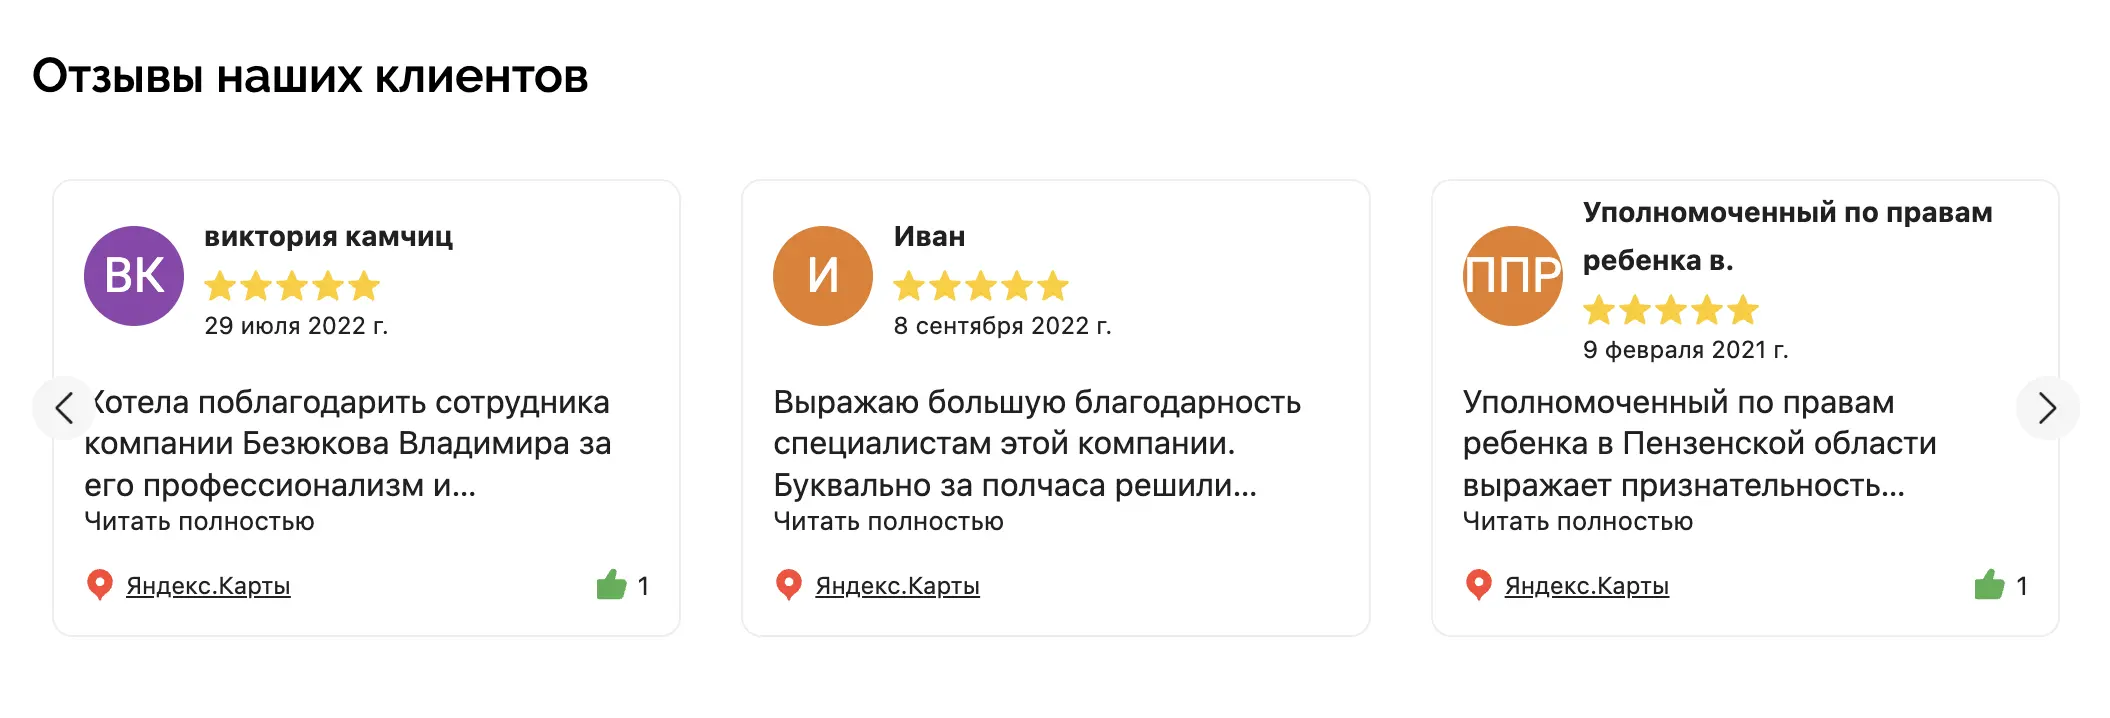 Отзывы наших клиентов
ВК
виктория камчиц
29 июля 2022 г.
Хотела поблагодарить сотрудника
компании Безюкова Владимира за
его профессионализм и...
Читать полностью
Яндекс.Карты
1
И
Иван
8 сентября 2022 г.
Выражаю большую благодарность
специалистам этой компании.
Буквально за полчаса решили...
Читать полностью
Яндекс.Карты
ППР
Уполномоченный по правам
ребенка в.
9 февраля 2021 г.
Уполномоченный по правам
ребенка в Пензенской области
выражает признательность...
Читать полностью
Яндекс.Карты
1